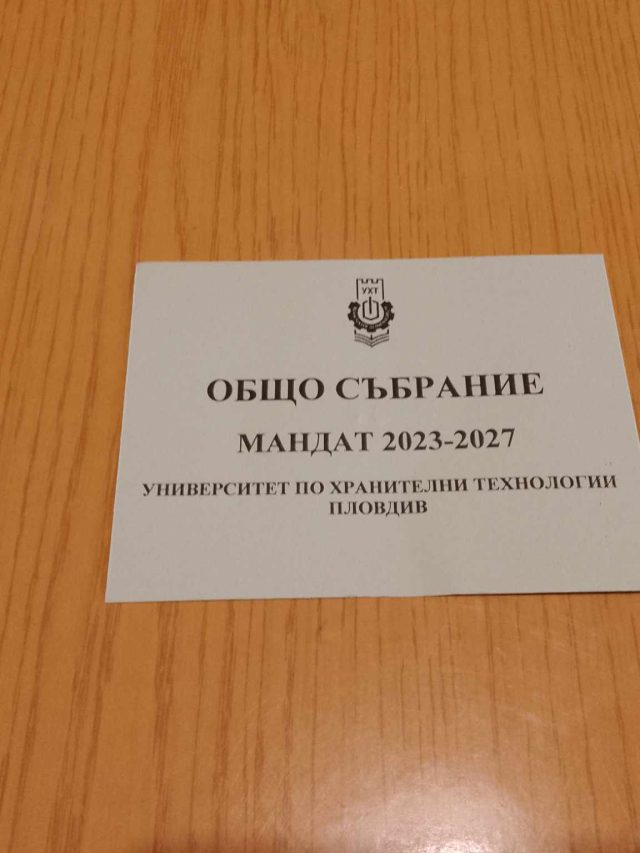 УХТ
ОБЩО СЪБРАНИЕ
МАНДАТ 2023-2027
УНИВЕРСИТЕТ ПО ХРАНИТЕЛНИ ТЕХНОЛОГИИ
ПЛОВДИВ